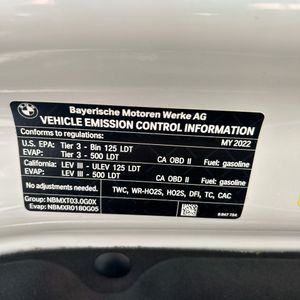 BMW
Bayerische Motoren Werke AG
VEHICLE EMISSION CONTROL INFORMATION
Conforms to regulations: MY 2022
U.S. EPA: Tier 3 - Bin 125 LDT
EVAP: Tier 3 - 500 LDT CA OBD II Fuel: gasoline
California: LEV III - ULEV 125 LDT
EVAP: LEV III - 500 LDT CA OBD II Fuel: gasoline
No adjustments needed. TWC, WR-HO2S, HO2S, DFI, TC, CAC
Group: NBMXT03.0G0X
Evap: NBMXR0180G05